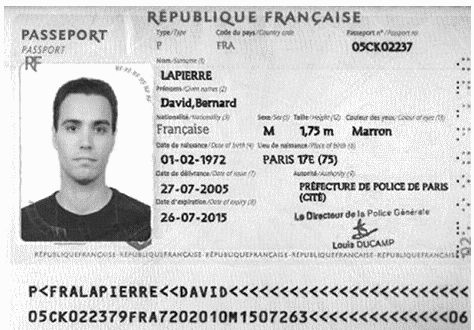 RÉPUBLIQUE FRANÇAISE
PASSEPORT
PASSPORT
RF
Type/Type Code du pays/Country code Passeport n°/Passport no
P FRA 05CK02237
Nom/Surname (1)
LAPIERRE
Prénoms/Given names (2)
David,Bernard
Nationalité/Nationality (3) Sexe/Sex (5) Taille/Height (12) Couleur des yeux/Colour of eyes (13)
Française M 1,75 m Marron
Date de naissance/Date of birth (4) Lieu de naissance/Place of birth (6)
01-02-1972 PARIS 17E (75)
Date de délivrance/Date of issue (7) Autorité/Authority (9)
27-07-2005 PRÉFECTURE DE POLICE DE PARIS
(CITÉ)
Date d'expiration/Date of expiry (8)
26-07-2015 Le Directeur de la Police Générale
Louis DUCAMP
RÉPUBLIQUEFRANÇAISE-RÉPUBLIQUEFRANÇAISE-RÉPUBLIQUEFRANÇAISE-RÉPUBLIQUEFRANÇAISE-RÉPUBLIQUEFRANÇAISE
P<FRALAPIERRE<<DAVID<<<<<<<<<<<<<<<<<<<<<<<<
05CK022379FRA7202010M1507263<<<<<<<<<<<<<<06